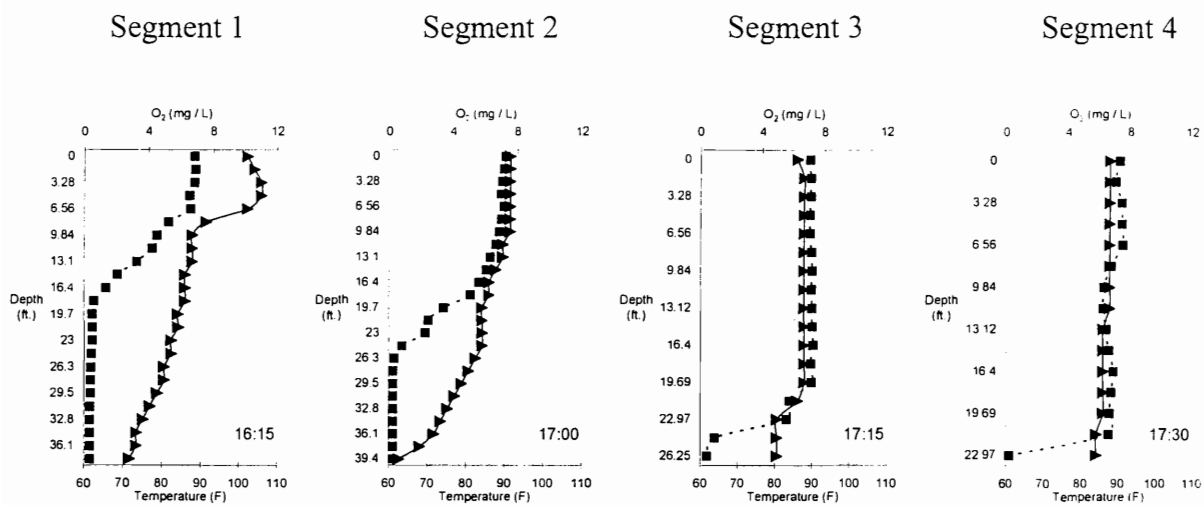 Segment 1
Segment 2
Segment 3
Segment 4
O₂ (mg / L)
0 4 8 12
0
3.28
6.56
9.84
13.1
16.4
19.7
23
26.3
29.5
32.8
36.1
Depth
(ft.)
16:15
60 70 80 90 100 110
Temperature (F)
O₂ (mg / L)
0 4 8 12
0
3.28
6.56
9.84
13.1
16.4
19.7
23
26 3
29.5
32.8
36.1
39.4
Depth
(ft.)
17:00
60 70 80 90 100 110
Temperature (F)
O₂ (mg / L)
0 4 8 12
0
3.28
6.56
9.84
13.12
16.4
19.69
22.97
26.25
Depth
(ft.)
17:15
60 70 80 90 100 110
Temperature (F)
O₂ (mg / L)
0 4 8 12
0
3 28
6 56
9 84
13 12
16 4
19 69
22 97
Depth
(ft.)
17:30
60 70 80 90 100 110
Temperature (F)